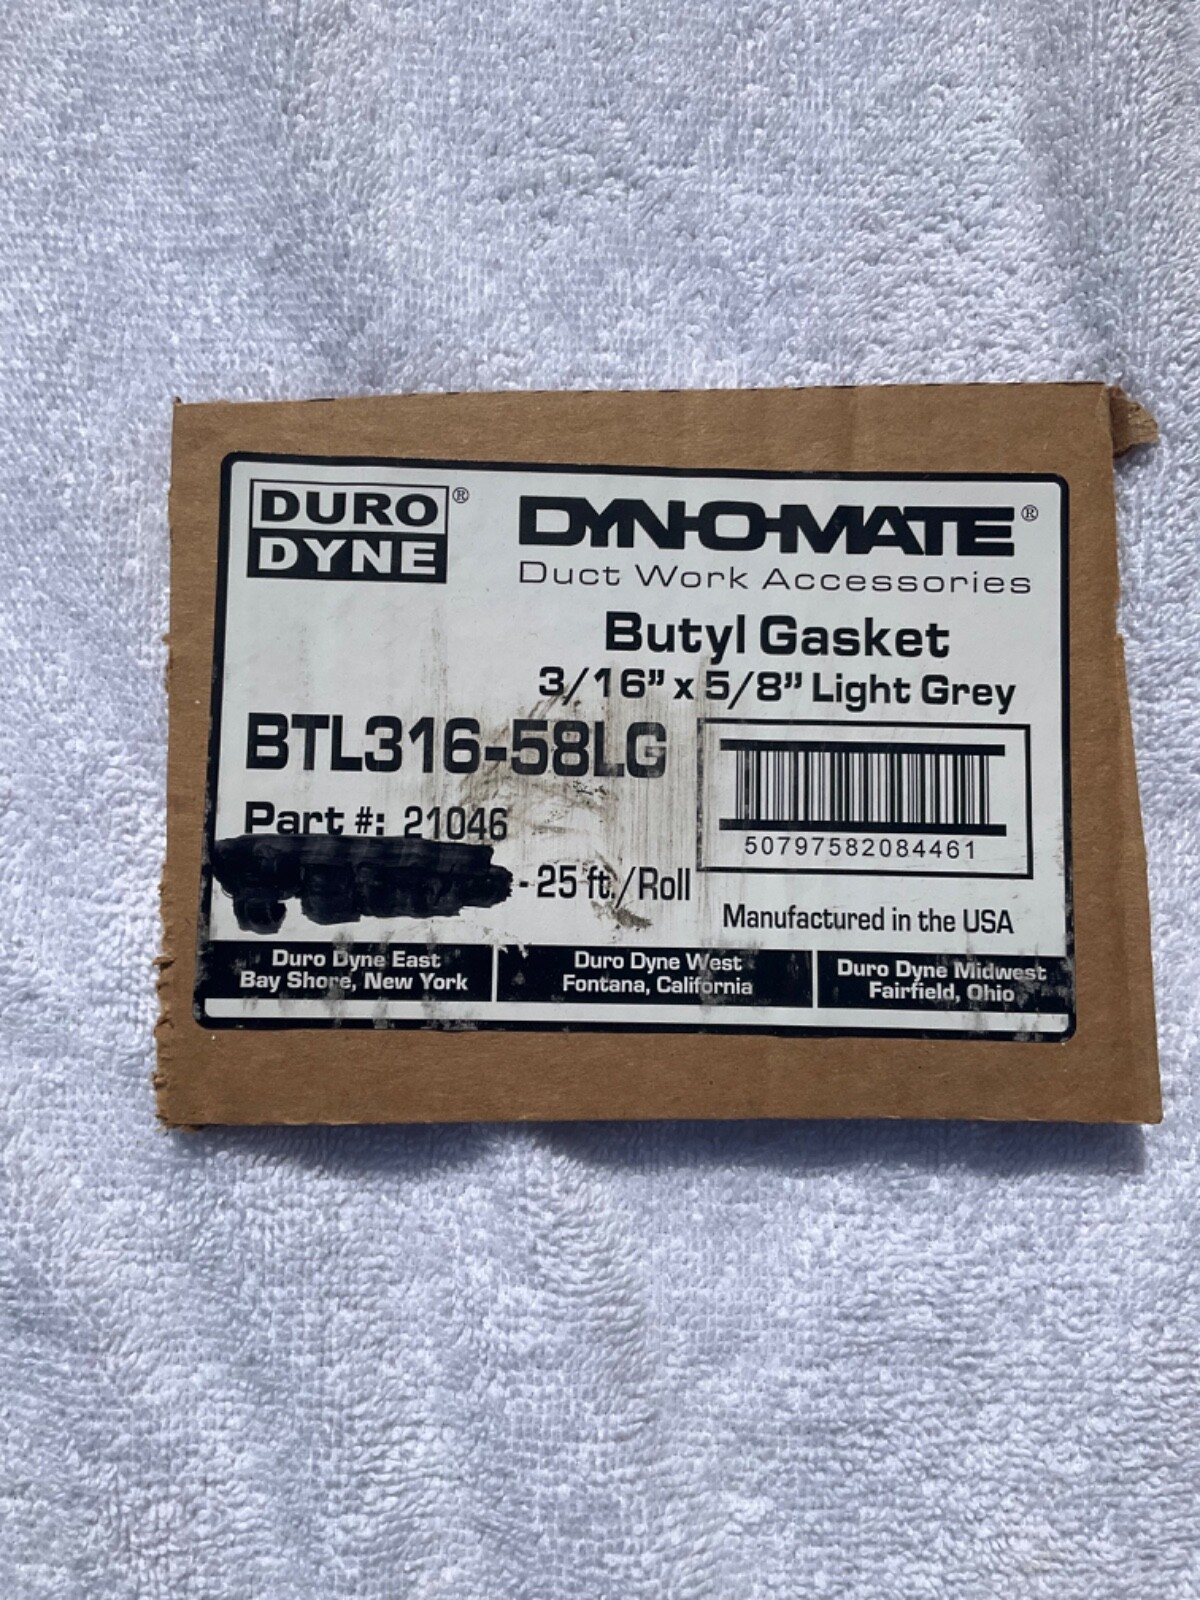 DURO ®
DYNE
DYN-O-MATE ®
Duct Work Accessories
Butyl Gasket
3/16” x 5/8” Light Grey
BTL316-58LG
Part #: 21046
- 25 ft./Roll
50797582084461
Manufactured in the USA
Duro Dyne East
Bay Shore, New York
Duro Dyne West
Fontana, California
Duro Dyne Midwest
Fairfield, Ohio